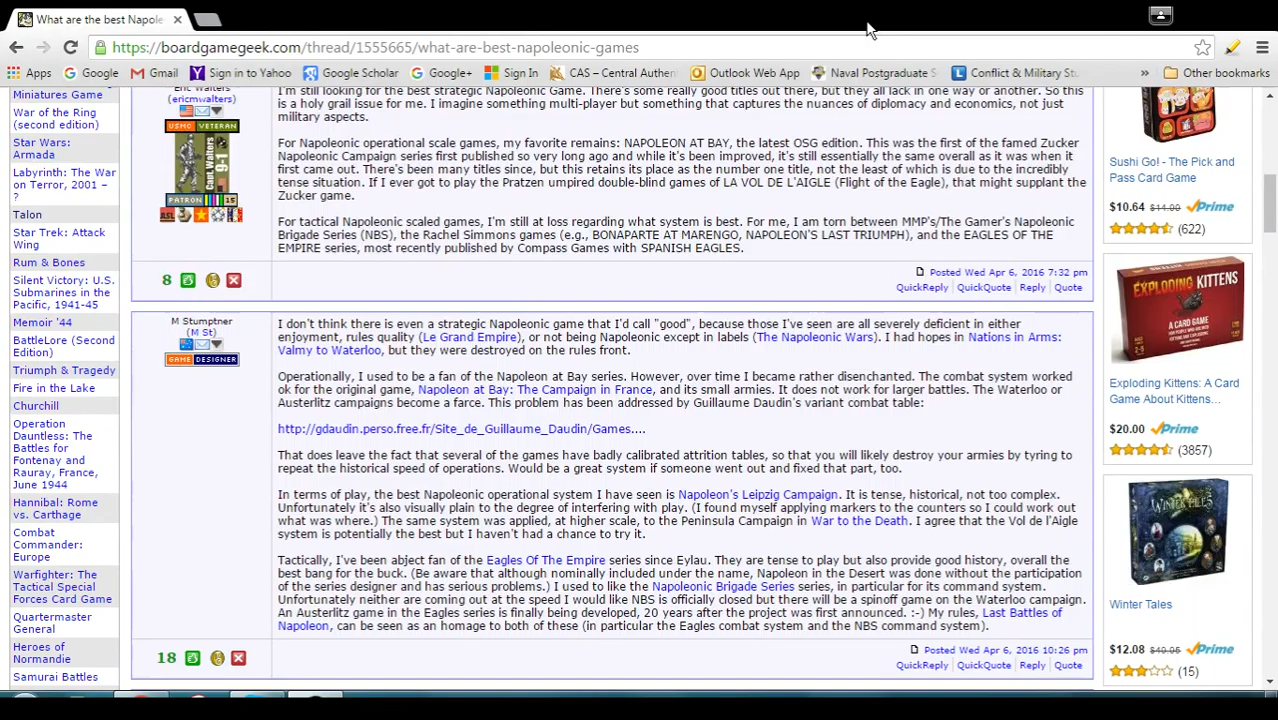 What are the best Napole
https://boardgamegeek.com/thread/1555665/what-are-best-napoleonic-games
Apps
Google
Gmail
Sign in to Yahoo
Google Scholar
Google+
Sign In
CAS – Central Authen
Outlook Web App
Naval Postgraduate S
Conflict & Military Stu
»
Other bookmarks
Miniatures Game
War of the Ring
(second edition)
Star Wars:
Armada
Labyrinth: The War
on Terror, 2001 –
?
Talon
Star Trek: Attack
Wing
Rum & Bones
Silent Victory: U.S.
Submarines in the
Pacific, 1941-45
Memoir '44
BattleLore (Second
Edition)
Triumph & Tragedy
Fire in the Lake
Churchill
Operation
Dauntless: The
Battles for
Fontenay and
Rauray, France,
June 1944
Hannibal: Rome
vs. Carthage
Combat
Commander:
Europe
Warfighter: The
Tactical Special
Forces Card Game
Quartermaster
General
Heroes of
Normandie
Samurai Battles
Eric Walters
(ericmwalters)
USMC VETERAN
Capt. Walters
9-1
PATRON 15
I'm still looking for the best strategic Napoleonic Game. There's some really good titles out there, but they all lack in one way or another. So this
is a holy grail issue for me. I imagine something multi-player and something that captures the nuances of diplomacy and economics, not just
military aspects.
For Napoleonic operational scale games, my favorite remains: NAPOLEON AT BAY, the latest OSG edition. This was the first of the famed Zucker
Napoleonic Campaign series first published so very long ago and while it's been improved, it's still essentially the same overall as it was when it
first came out. There's been many titles since, but this retains its place as the number one title, not the least of which is due to the incredibly
tense situation. If I ever got to play the Pratzen umpired double-blind games of LA VOL DE L'AIGLE (Flight of the Eagle), that might supplant the
Zucker game.
For tactical Napoleonic scaled games, I'm still at loss regarding what system is best. For me, I am torn between MMP's/The Gamer's Napoleonic
Brigade Series (NBS), the Rachel Simmons games (e.g., BONAPARTE AT MARENGO, NAPOLEON'S LAST TRIUMPH), and the EAGLES OF THE
EMPIRE series, most recently published by Compass Games with SPANISH EAGLES.
8
Posted Wed Apr 6, 2016 7:32 pm
QuickReply | QuickQuote | Reply | Quote
M Stumptner
(M St)
GAME DESIGNER
I don't think there is even a strategic Napoleonic game that I'd call "good", because those I've seen are all severely deficient in either
enjoyment, rules quality (Le Grand Empire), or not being Napoleonic except in labels (The Napoleonic Wars). I had hopes in Nations in Arms:
Valmy to Waterloo, but they were destroyed on the rules front.
Operationally, I used to be a fan of the Napoleon at Bay series. However, over time I became rather disenchanted. The combat system worked
ok for the original game, Napoleon at Bay: The Campaign in France, and its small armies. It does not work for larger battles. The Waterloo or
Austerlitz campaigns become a farce. This problem has been addressed by Guillaume Daudin's variant combat table:
http://gdaudin.perso.free.fr/Site_de_Guillaume_Daudin/Games....
That does leave the fact that several of the games have badly calibrated attrition tables, so that you will likely destroy your armies by trying to
repeat the historical speed of operations. Would be a great system if someone went out and fixed that part, too.
In terms of play, the best Napoleonic operational system I have seen is Napoleon's Leipzig Campaign. It is tense, historical, not too complex.
Unfortunately it's also visually plain to the degree of interfering with play. (I found myself applying markers to the counters so I could work out
what was where.) The same system was applied, at higher scale, to the Peninsula Campaign in War to the Death. I agree that the Vol de l'Aigle
system is potentially the best but I haven't had a chance to try it.
Tactically, I've been abject fan of the Eagles Of The Empire series since Eylau. They are tense to play but also provide good history, overall the
best bang for the buck. (Be aware that although nominally included under the name, Napoleon in the Desert was done without the participation
of the series designer and has serious problems.) I used to like the Napoleonic Brigade Series series, in particular for its command system.
Unfortunately neither are coming out at the speed I would like NBS is officially closed but there will be a spinoff game on the Waterloo campaign.
An Austerlitz game in the Eagles series is finally being developed, 20 years after the project was first announced. :-) My rules, Last Battles of
Napoleon, can be seen as an homage to both of these (in particular the Eagles combat system and the NBS command system).
18
Posted Wed Apr 6, 2016 10:26 pm
QuickReply | QuickQuote | Reply | Quote
Sushi Go! - The Pick and
Pass Card Game
$10.64 $14.99 Prime
(622)
EXPLODING KITTENS
A CARD GAME
Exploding Kittens: A Card
Game About Kittens…
$20.00 Prime
(3857)
WINTER TALES
Winter Tales
$12.08 $49.95 Prime
(15)